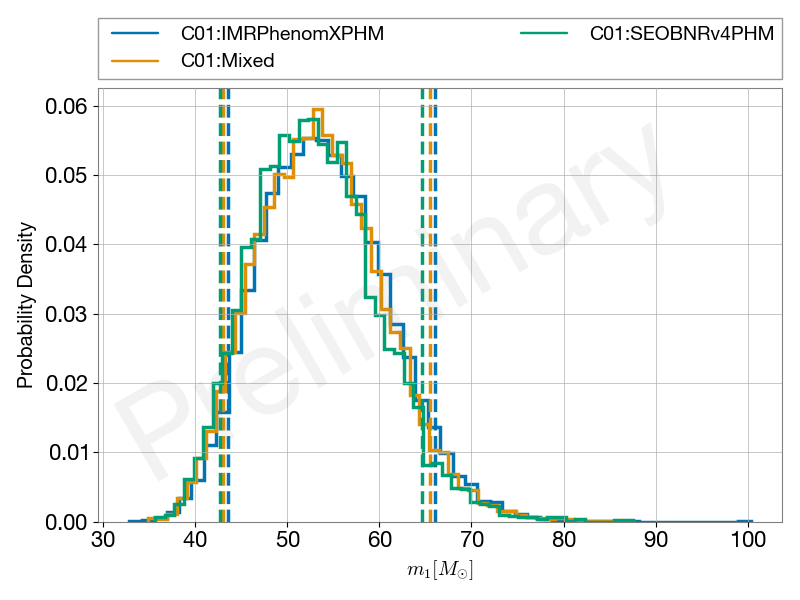 C01:IMRPhenomXPHM
C01:Mixed
C01:SEOBNRv4PHM
Preliminary
Probability Density
0.06
0.05
0.04
0.03
0.02
0.01
0.00
30 40 50 60 70 80 90 100
m₁[M⊙]